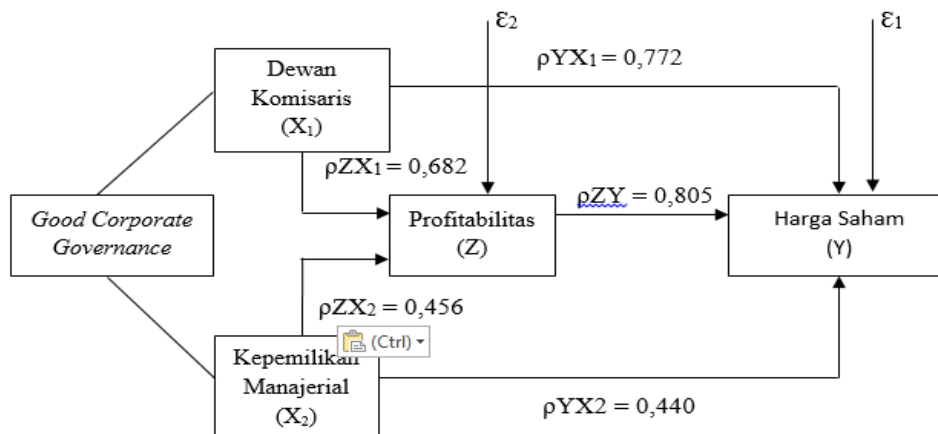 ε2
ε1
ρYX1 = 0,772
Dewan
Komisaris
(X1)
ρZX1 = 0,682
Good Corporate
Governance
Profitabilitas
(Z)
ρZY = 0,805
Harga Saham
(Y)
ρZX2 = 0,456
(Ctrl)
Kepemilikan
Manajerial
(X2)
ρYX2 = 0,440